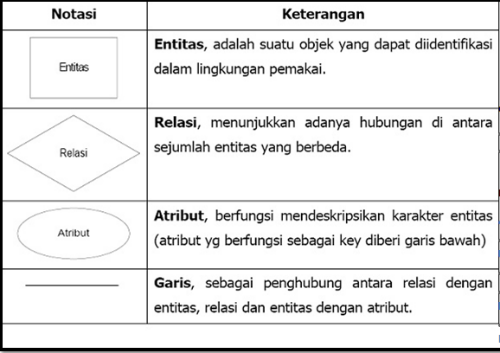 Notasi Keterangan
Entitas
Entitas, adalah suatu objek yang dapat diidentifikasi
dalam lingkungan pemakai.
Relasi
Relasi, menunjukkan adanya hubungan di antara
sejumlah entitas yang berbeda.
Atribut
Atribut, berfungsi mendeskripsikan karakter entitas
(atribut yg berfungsi sebagai key diberi garis bawah)
Garis, sebagai penghubung antara relasi dengan
entitas, relasi dan entitas dengan atribut.